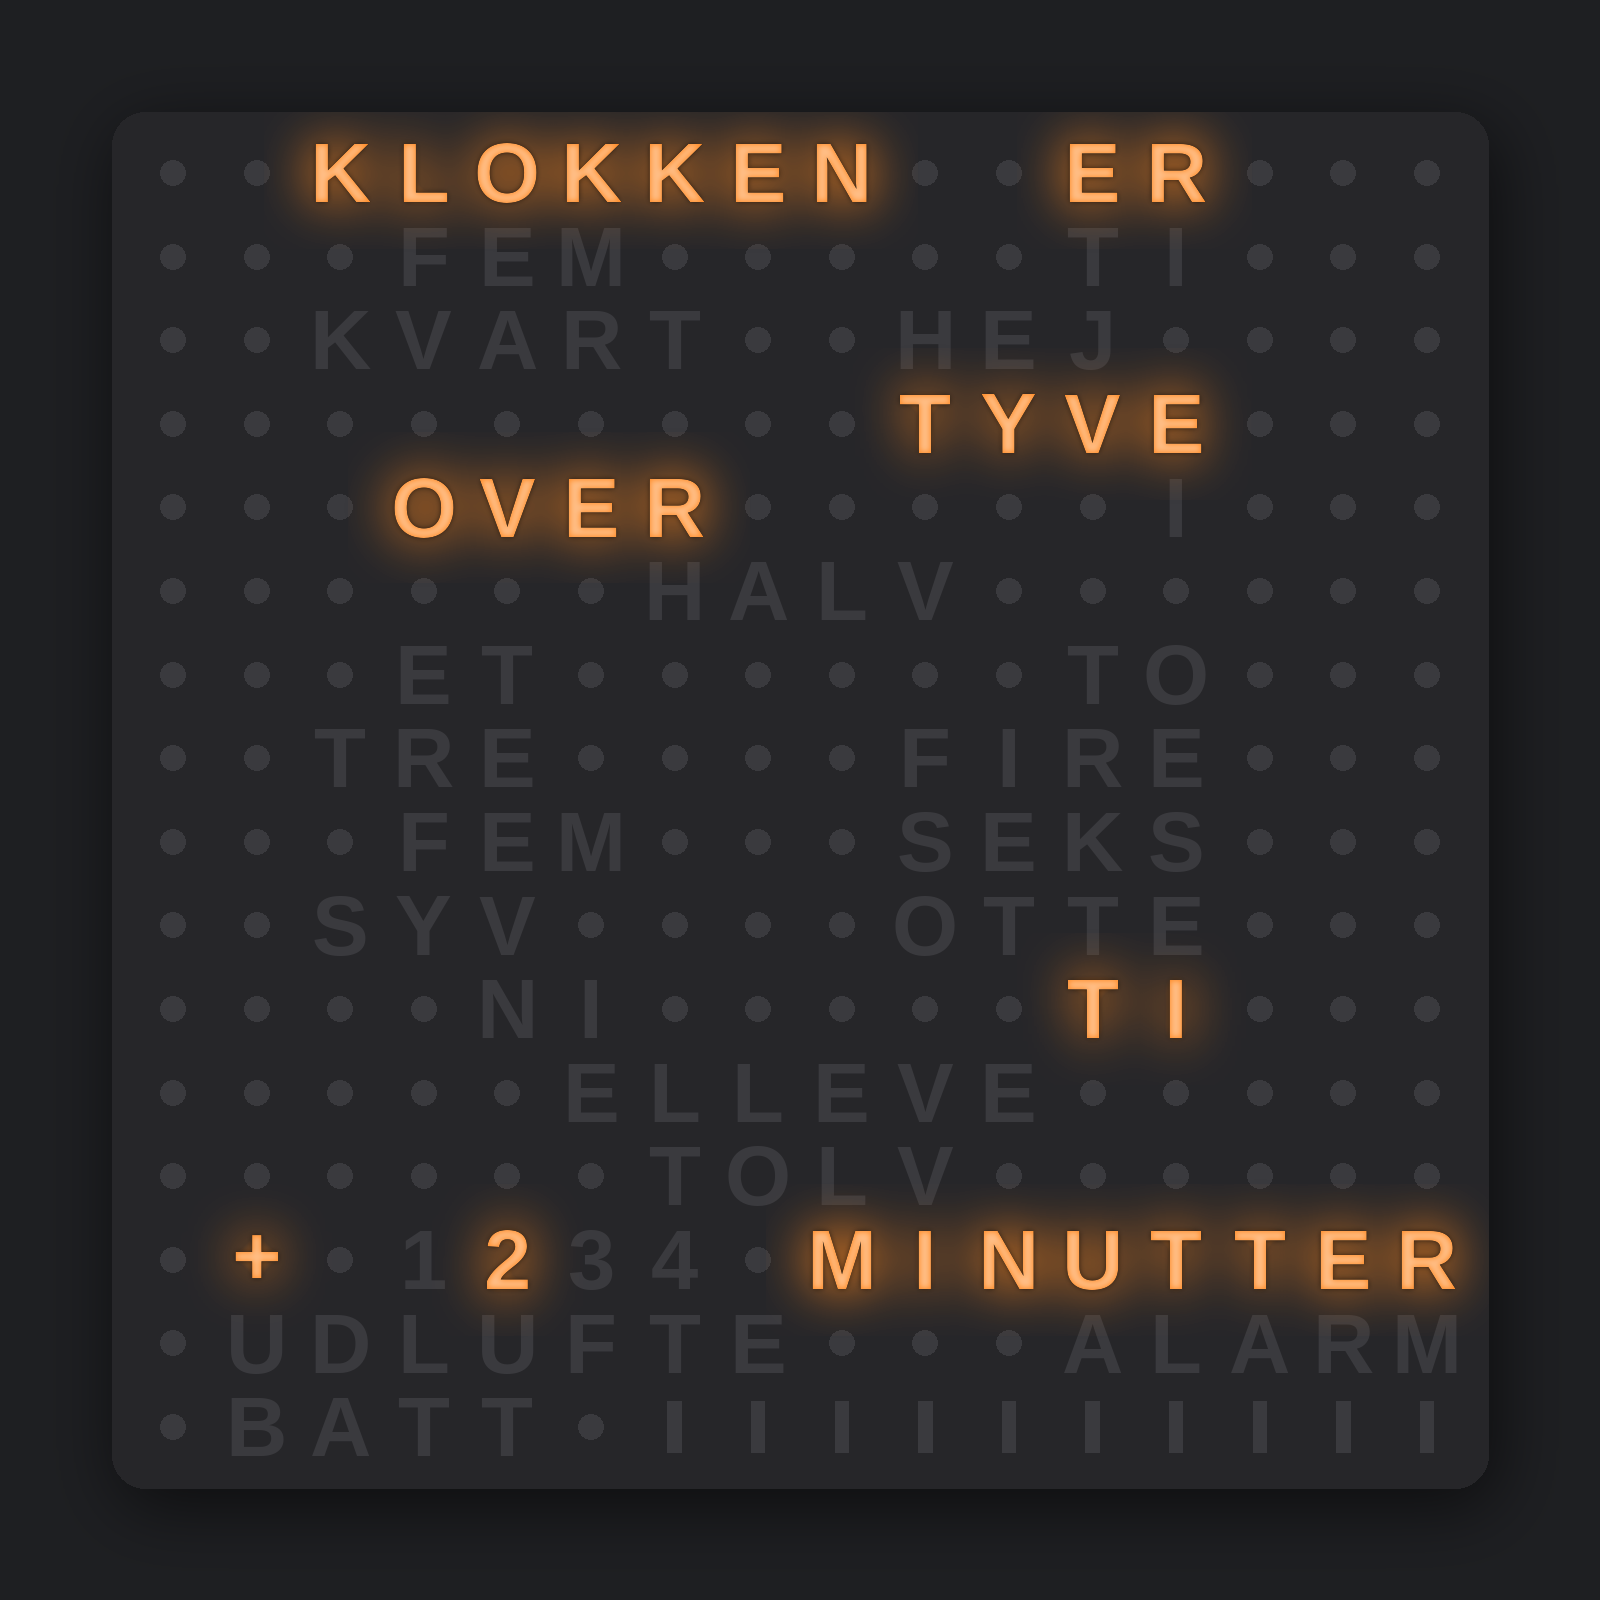 KLOKKEN ER
FEM TI
KVART HEJ
TYVE
OVER I
HALV
ET TO
TRE FIRE
FEM SEKS
SYV OTTE
NI TI
ELLEVE
TOLV
+ 1 2 3 4 MINUTTER
UDLUFTE ALARM
BATT I I I I I I I I I I